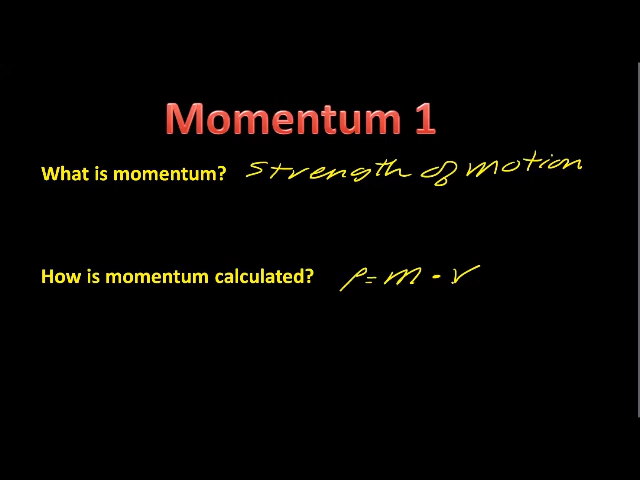 Momentum 1
What is momentum? Strength of motion
How is momentum calculated? p = m · v